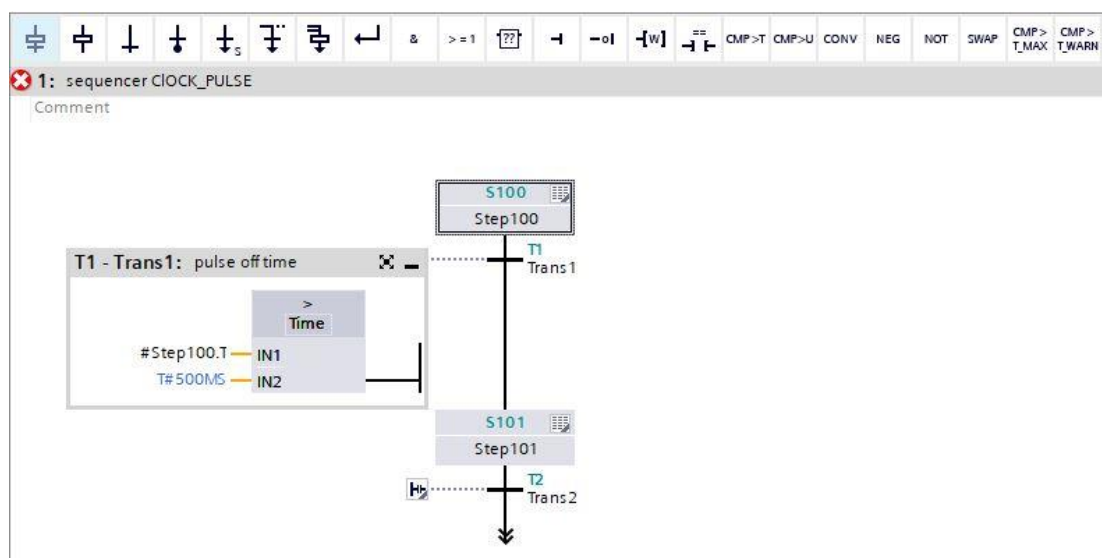 S & >=1 ?? W == CMP>T CMP>U CONV NEG NOT SWAP CMP> T_MAX CMP> T_WARN
1: sequencer ClOCK_PULSE
Comment
S100
Step100
T1
Trans1
T1 - Trans1: pulse off time
>
Time
#Step100.T IN1
T#500MS IN2
S101
Step101
T2
Trans2